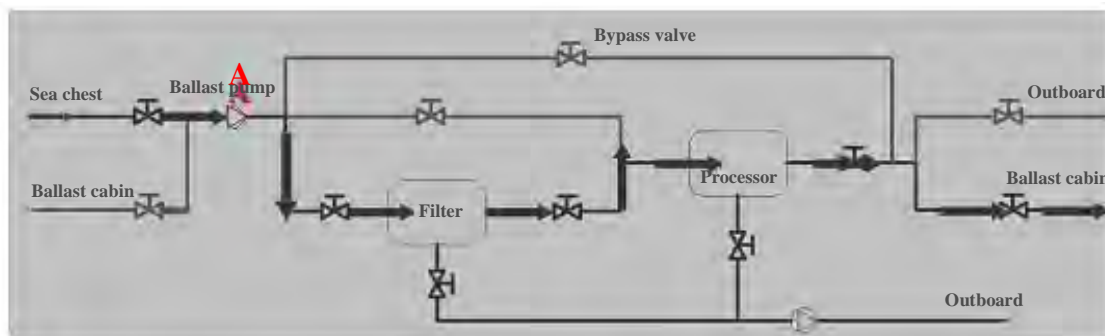 Bypass valve
A
Ballast pump
Sea chest
Outboard
Ballast cabin
Filter
Processor
Ballast cabin
Outboard